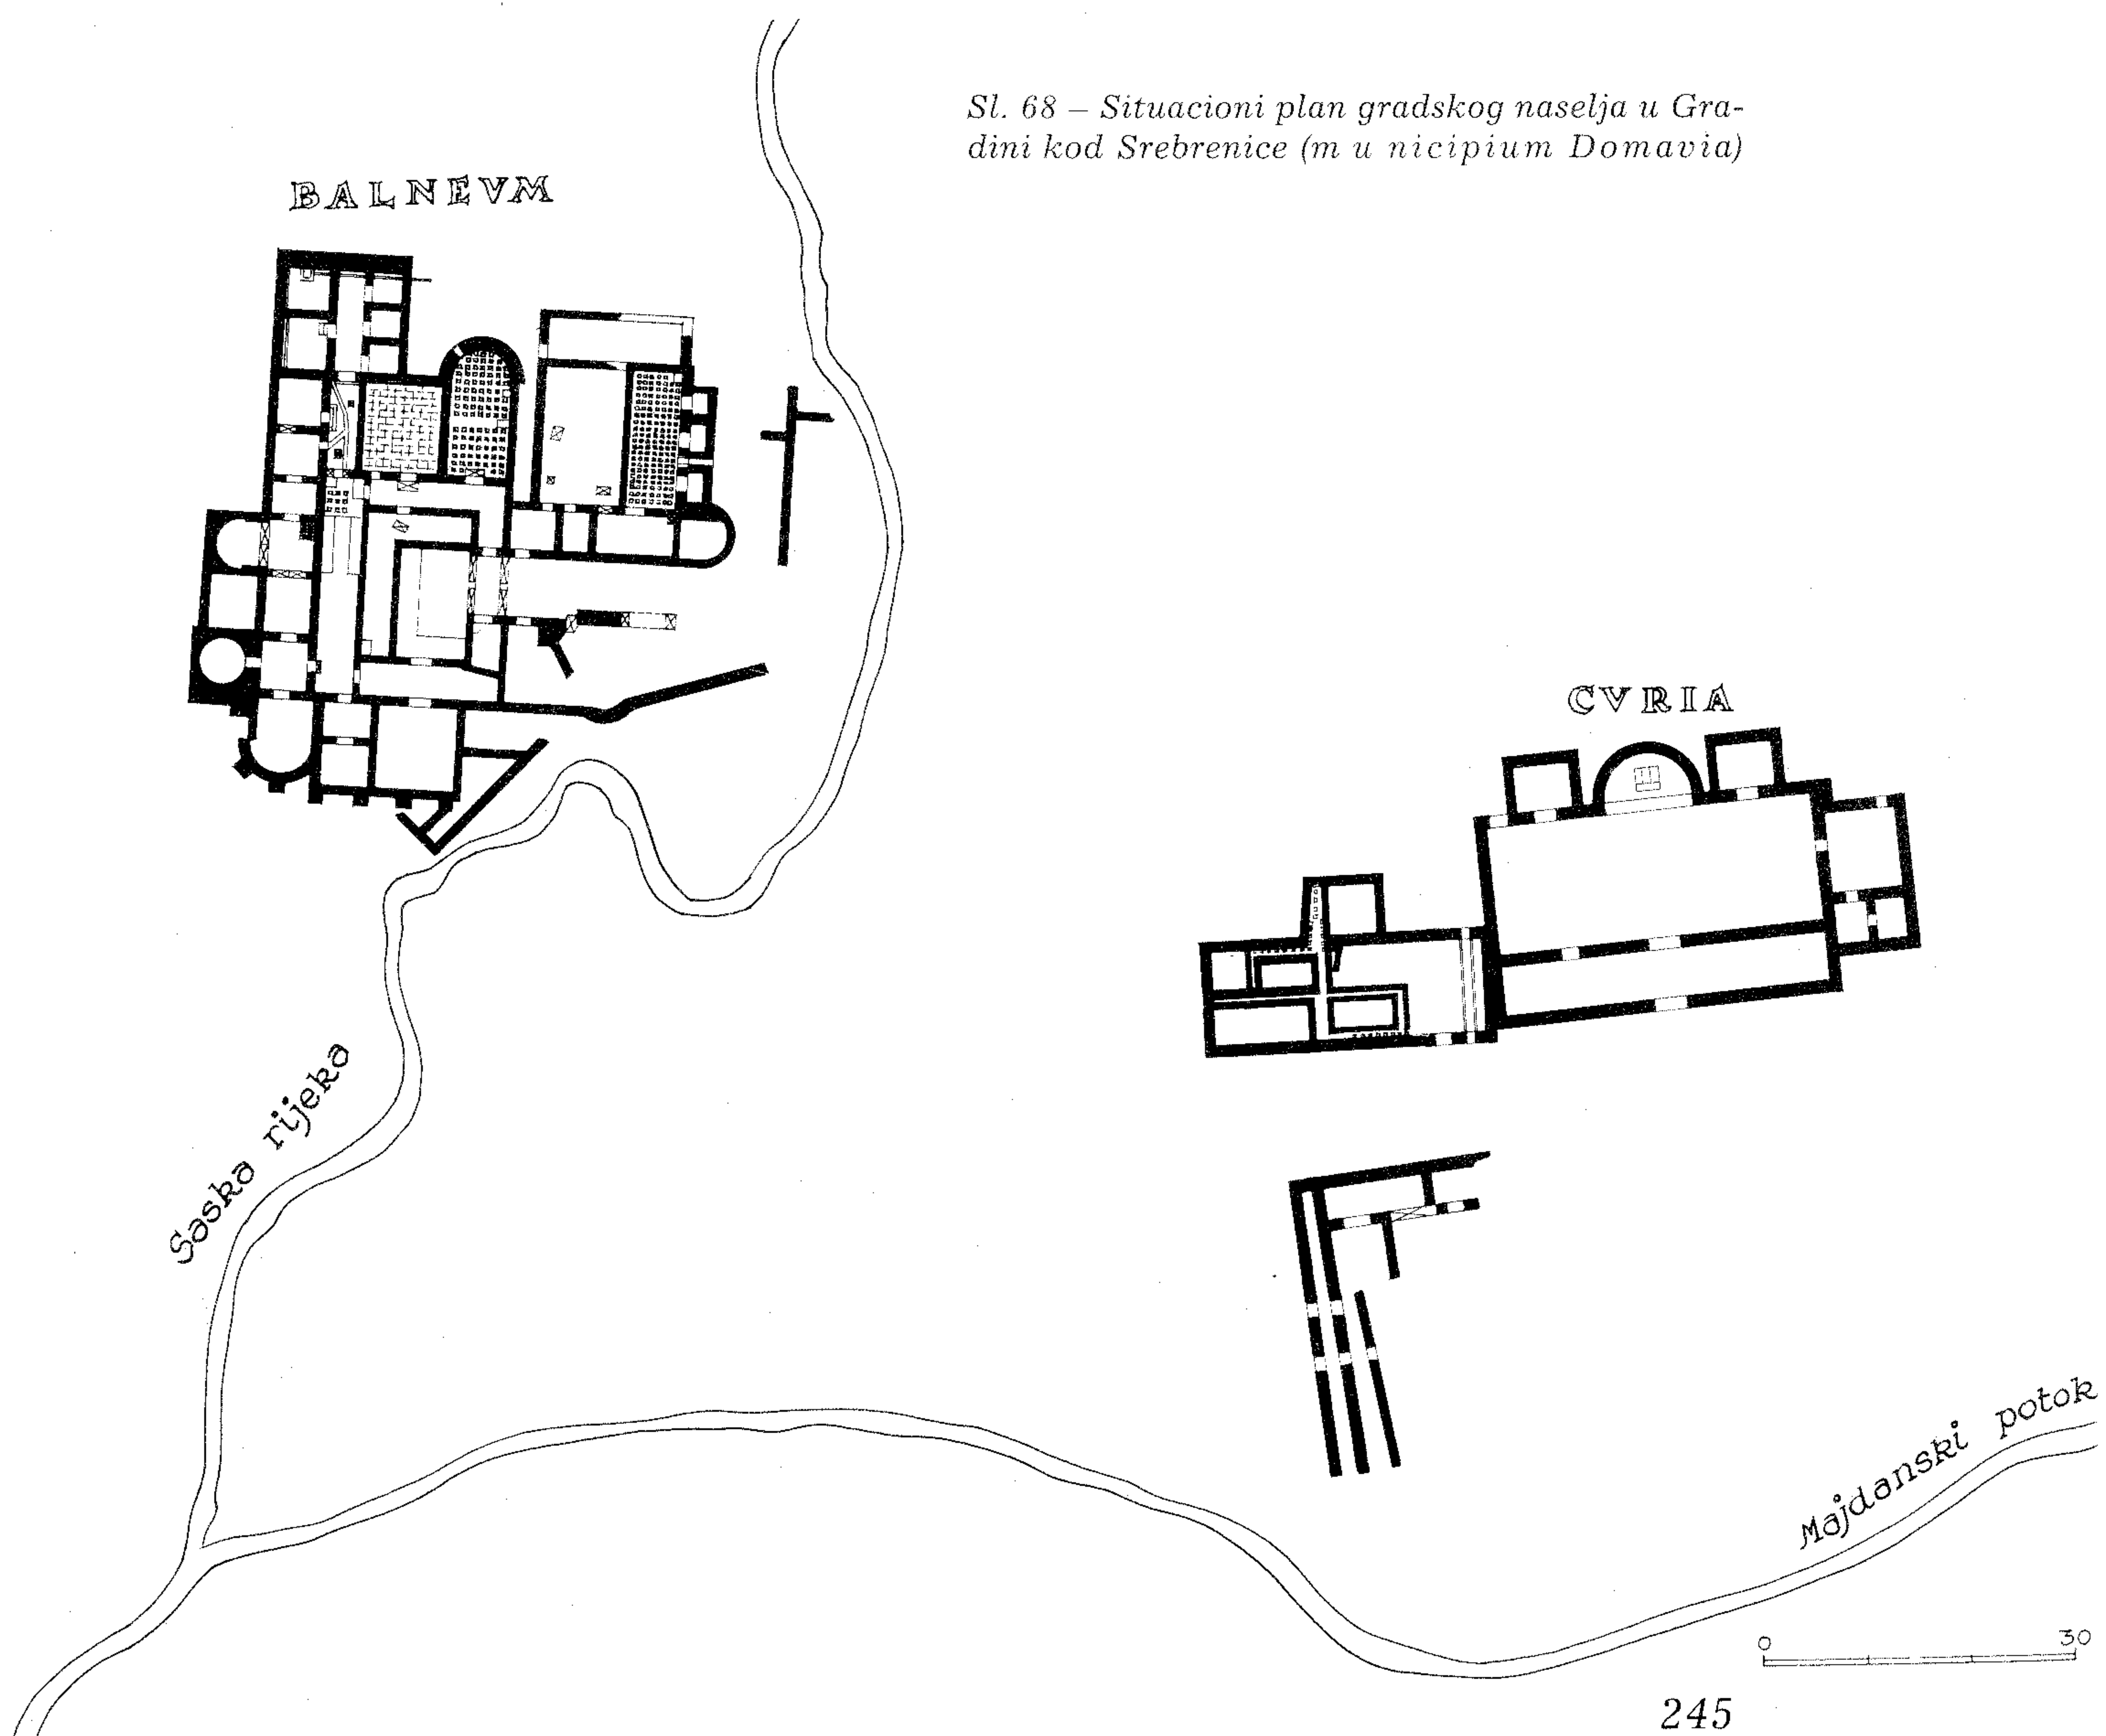 Sl. 68 – Situacioni plan gradskog naselja u Gra-
dini kod Srebrenice (m u nicipium Domavia)
BALNEVM
CVRIA
Saska rijeka
Majdanski potok
0 30
245